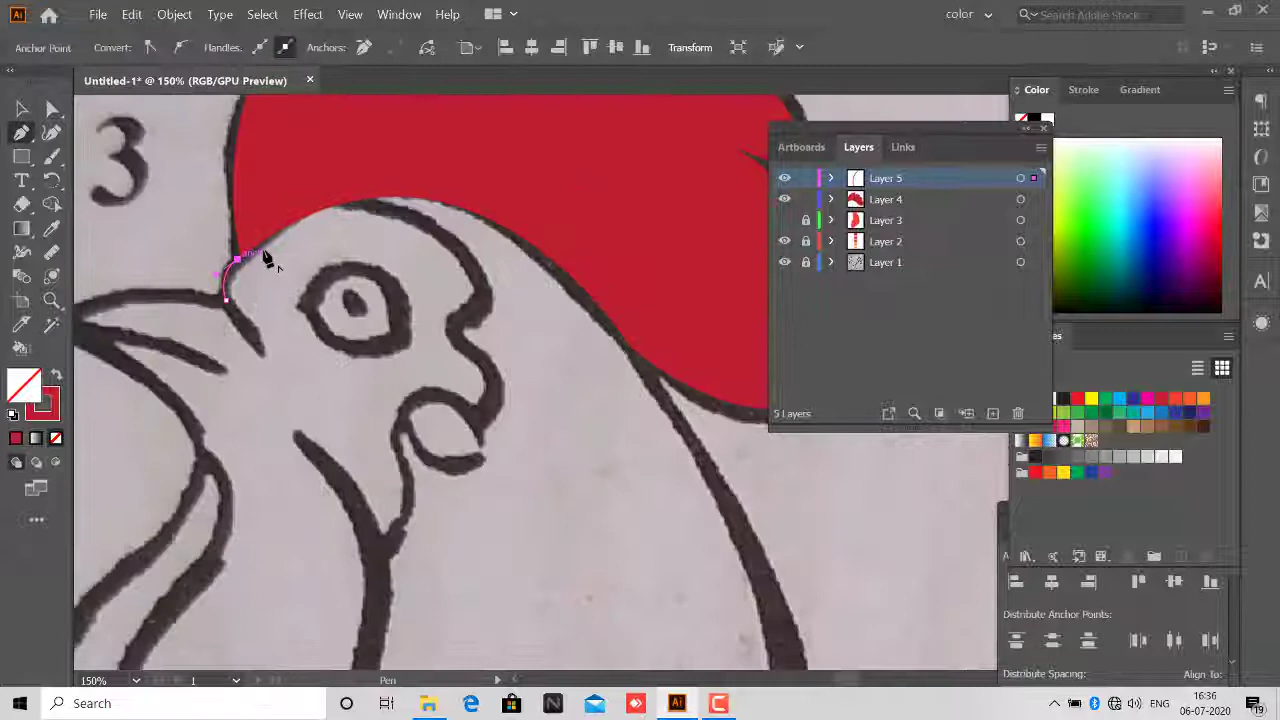 Ai
File Edit Object Type Select Effect View Window Help
color
Search Adobe Stock
Anchor Point Convert: Handles: Anchors: Transform
Untitled-1* @ 150% (RGB/GPU Preview)
Color Stroke Gradient
3
Artboards Layers Links
Layer 5
Layer 4
Layer 3
Layer 2
Layer 1
5 Layers
Distribute Anchor Points:
Distribute Spacing: Align To:
150% 1 Pen
Search
Ai
ENG
16:36
06-07-2020
19